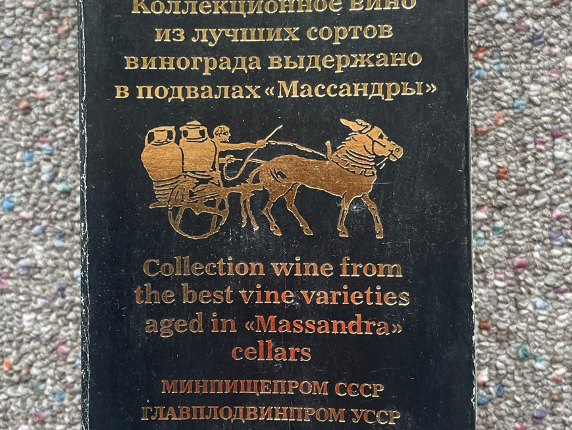 Коллекционное вино
из лучших сортов
винограда выдержано
в подвалах «Массандры»
Collection wine from
the best vine varieties
aged in «Massandra»
cellars
МИНПИЩЕПРОМ СССР
ГЛАВПЛОДВИНПРОМ УССР